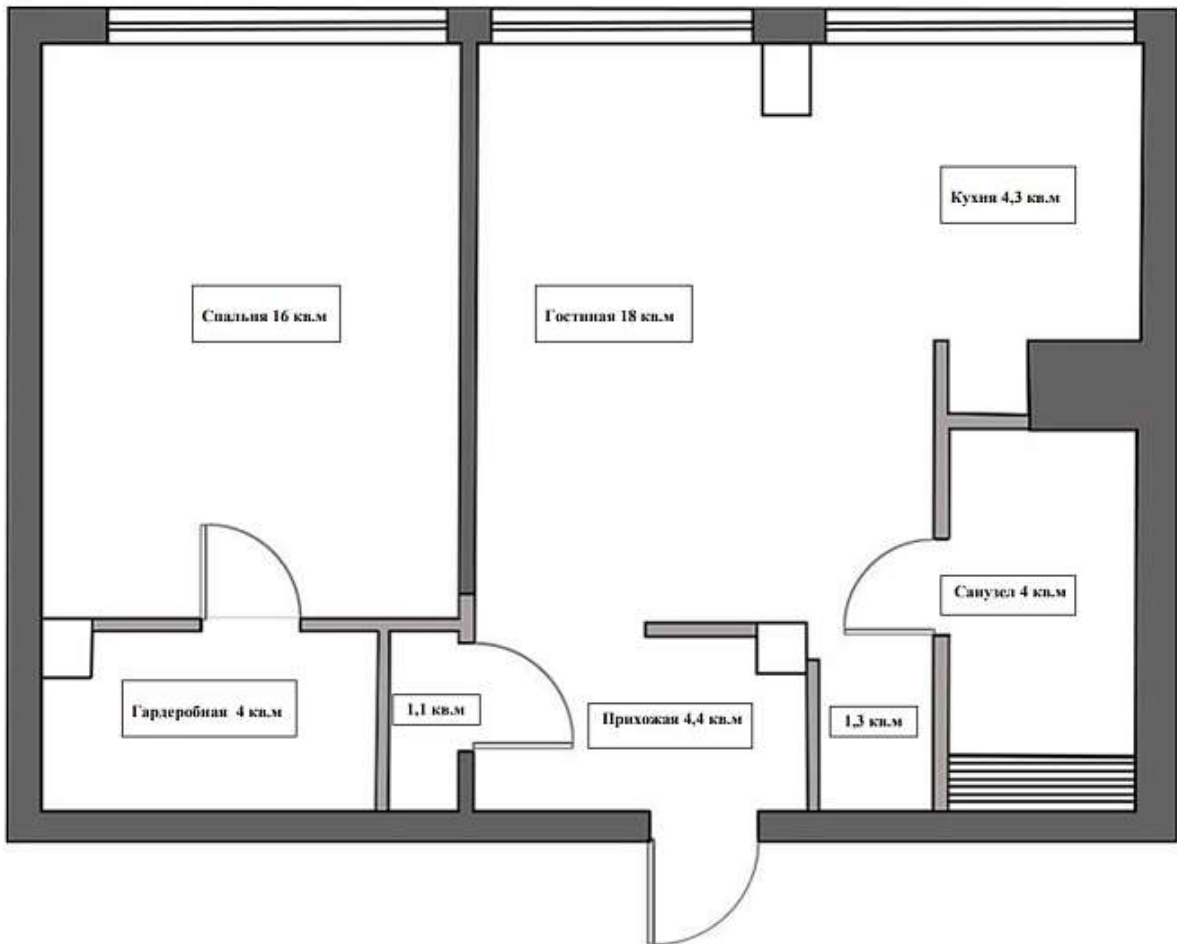 Кухня 4,3 кв.м
Спальня 16 кв.м
Гостиная 18 кв.м
Санузел 4 кв.м
Гардеробная 4 кв.м
1,1 кв.м
Прихожая 4,4 кв.м
1,3 кв.м